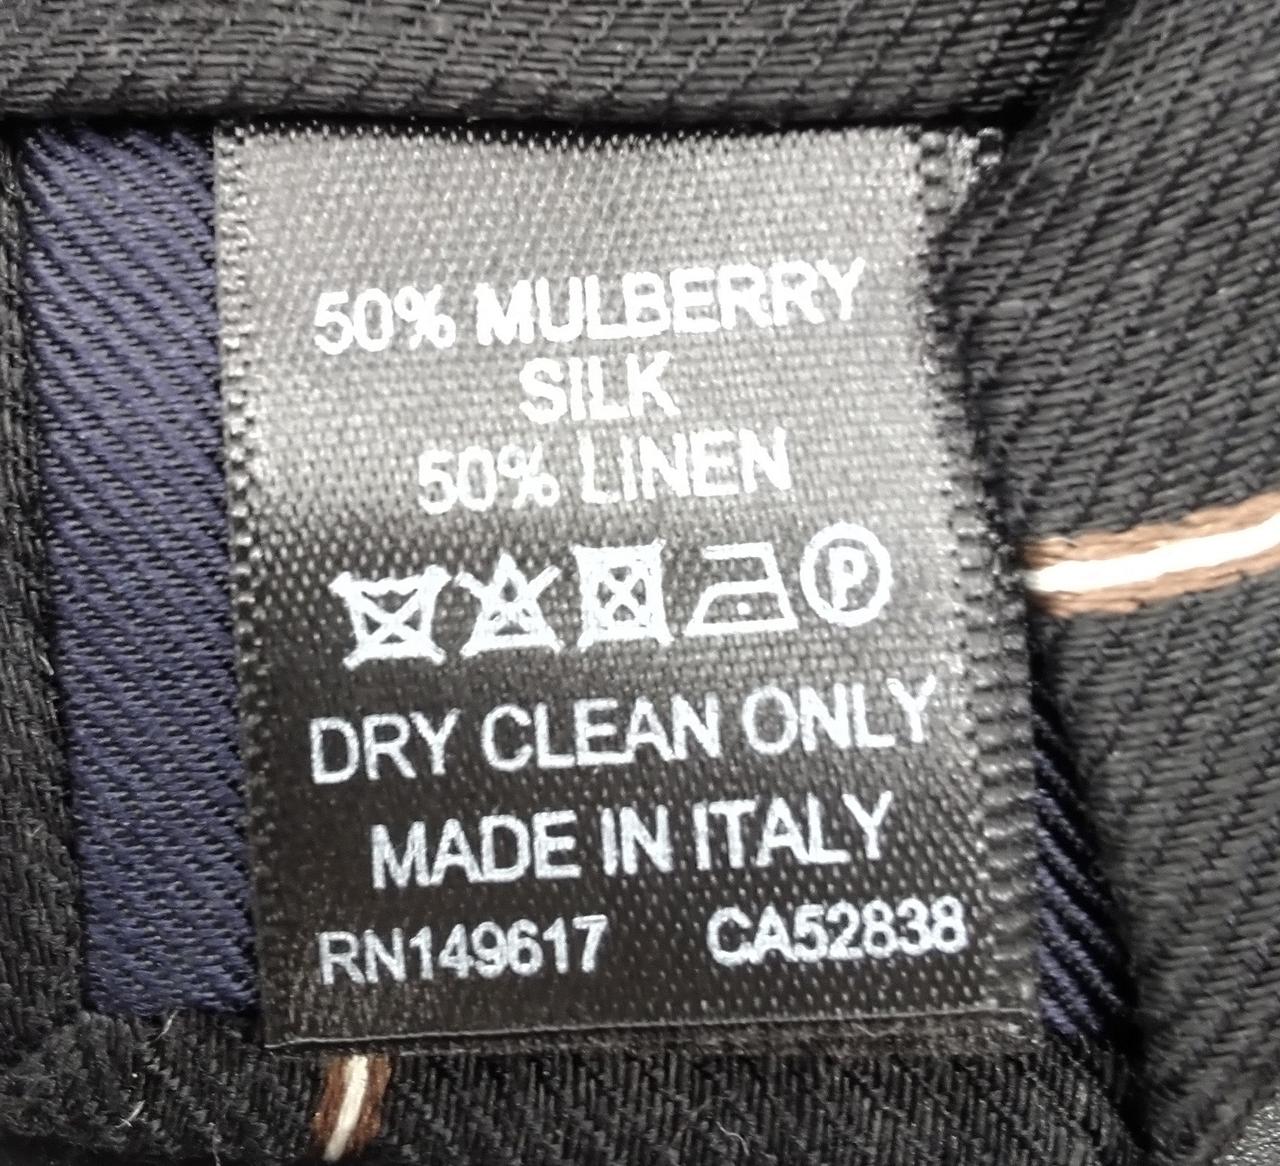 50% MULBERRY
SILK
50% LINEN
P
DRY CLEAN ONLY
MADE IN ITALY
RN149617 CA52838